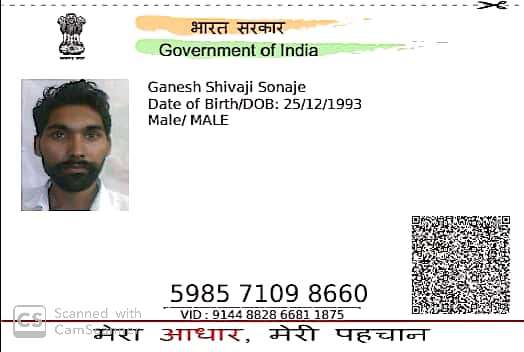 भारत सरकार
Government of India
Ganesh Shivaji Sonaje
Date of Birth/DOB: 25/12/1993
Male/ MALE
5985 7109 8660
VID : 9144 8828 6681 1875
CS Scanned with
CamScanner
मेरा आधार, मेरी पहचान